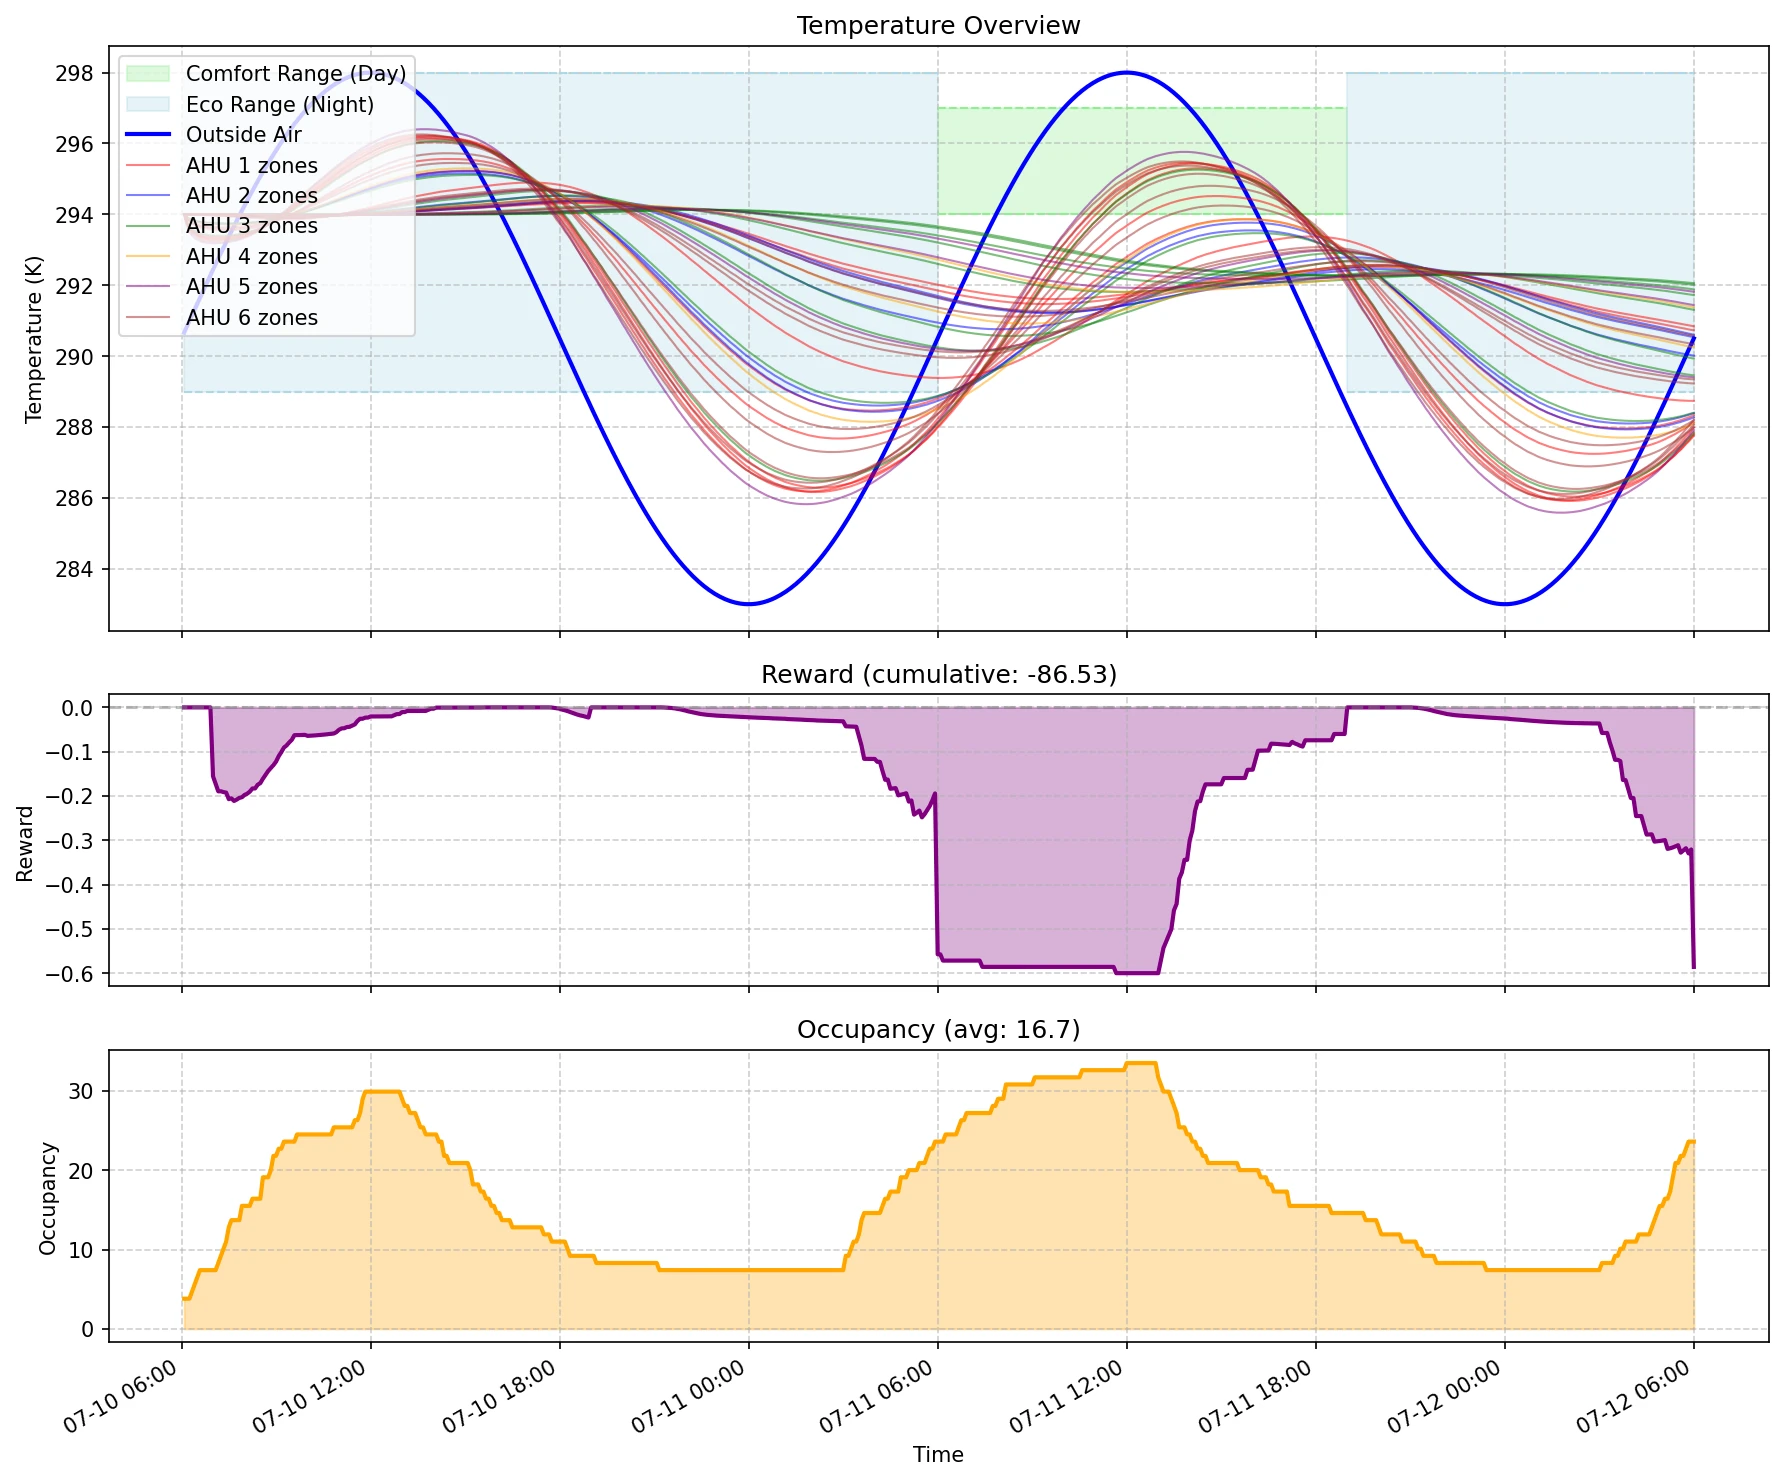 Temperature Overview
Temperature (K)
298
296
294
292
290
288
286
284
Comfort Range (Day)
Eco Range (Night)
Outside Air
AHU 1 zones
AHU 2 zones
AHU 3 zones
AHU 4 zones
AHU 5 zones
AHU 6 zones
Reward (cumulative: -86.53)
Reward
0.0
−0.1
−0.2
−0.3
−0.4
−0.5
−0.6
Occupancy (avg: 16.7)
Occupancy
30
20
10
0
07-10 06:00
07-10 12:00
07-10 18:00
07-11 00:00
07-11 06:00
07-11 12:00
07-11 18:00
07-12 00:00
07-12 06:00
Time